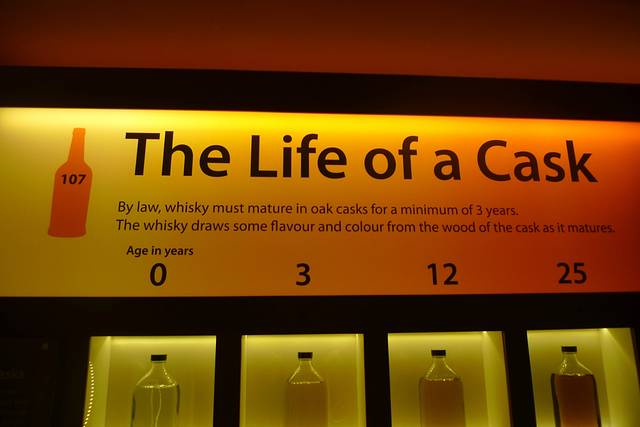 The Life of a Cask
107
By law, whisky must mature in oak casks for a minimum of 3 years.
The whisky draws some flavour and colour from the wood of the cask as it matures.
Age in years
0 3 12 25